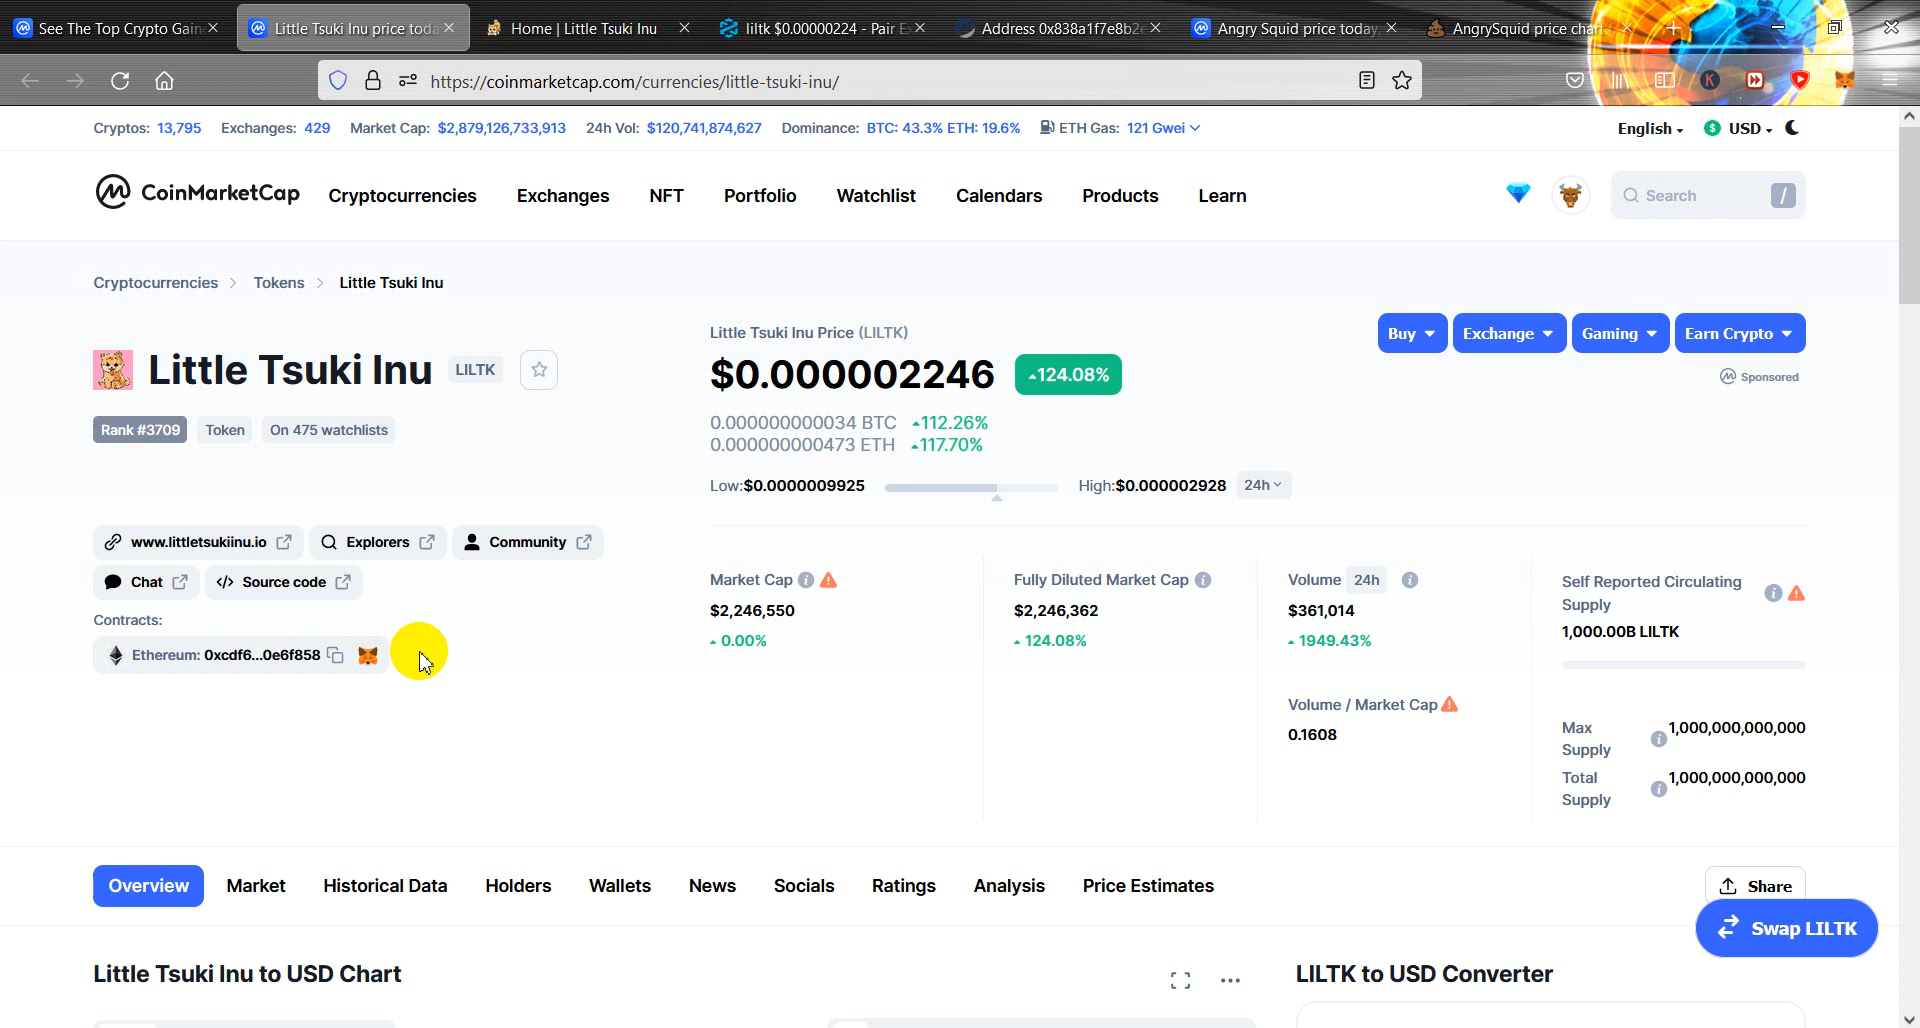 See The Top Crypto Gain
Little Tsuki Inu price toda
Home | Little Tsuki Inu
liltk $0.00000224 - Pair Ex
Address 0x838a1f7e8b2e
Angry Squid price today,
AngrySquid price chart
https://coinmarketcap.com/currencies/little-tsuki-inu/
Cryptos: 13,795 Exchanges: 429 Market Cap: $2,879,126,733,913 24h Vol: $120,741,874,627 Dominance: BTC: 43.3% ETH: 19.6% ETH Gas: 121 Gwei
English USD
CoinMarketCap Cryptocurrencies Exchanges NFT Portfolio Watchlist Calendars Products Learn
Search /
Cryptocurrencies > Tokens > Little Tsuki Inu
Little Tsuki Inu LILTK
Rank #3709 Token On 475 watchlists
www.littletsukiinu.io Explorers Community
Chat Source code
Contracts:
Ethereum: 0xcdf6...0e6f858
Little Tsuki Inu Price (LILTK)
$0.000002246 124.08%
0.000000000034 BTC 112.26%
0.000000000473 ETH 117.70%
Low:$0.0000009925 High:$0.000002928 24h
Buy Exchange Gaming Earn Crypto
Sponsored
Market Cap
$2,246,550
0.00%
Fully Diluted Market Cap
$2,246,362
124.08%
Volume 24h
$361,014
1949.43%
Volume / Market Cap
0.1608
Self Reported Circulating
Supply
1,000.00B LILTK
Max
Supply
1,000,000,000,000
Total
Supply
1,000,000,000,000
Overview Market Historical Data Holders Wallets News Socials Ratings Analysis Price Estimates
Share
Swap LILTK
Little Tsuki Inu to USD Chart
LILTK to USD Converter